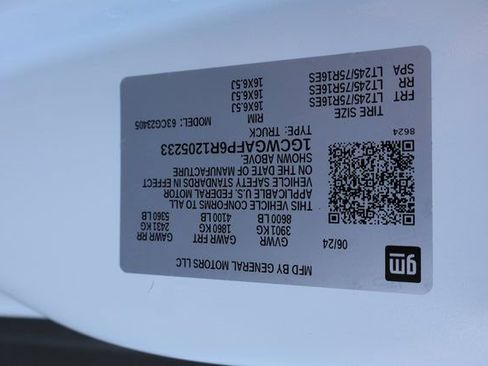 gm
MFD BY GENERAL MOTORS LLC
06/24
GVWR GAWR FRT GAWR RR
3901 KG 1860 KG 2431 KG
8600 LB 4100 LB 5360 LB
THIS VEHICLE CONFORMS TO ALL
APPLICABLE U.S. FEDERAL MOTOR
VEHICLE SAFETY STANDARDS IN EFFECT
ON THE DATE OF MANUFACTURE
SHOWN ABOVE.
1GCWGAFP6R1205233
TYPE: TRUCK MODEL: 63CG23405
8624
TIRE SIZE RIM
FRT LT245/75R16ES 16X6.5J
RR LT245/75R16ES 16X6.5J
SPA LT245/75R16ES 16X6.5J